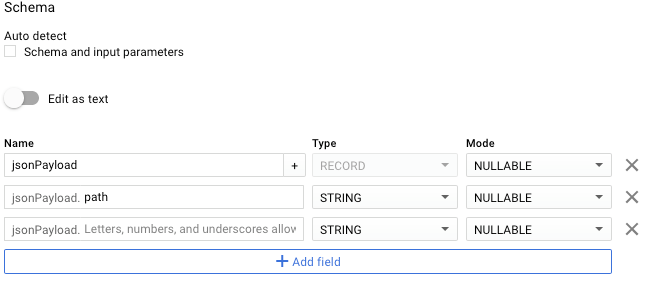 Schema
Auto detect
Schema and input parameters
Edit as text
Name Type Mode
jsonPayload + RECORD NULLABLE
jsonPayload. path STRING NULLABLE
jsonPayload. Letters, numbers, and underscores allow STRING NULLABLE
+ Add field